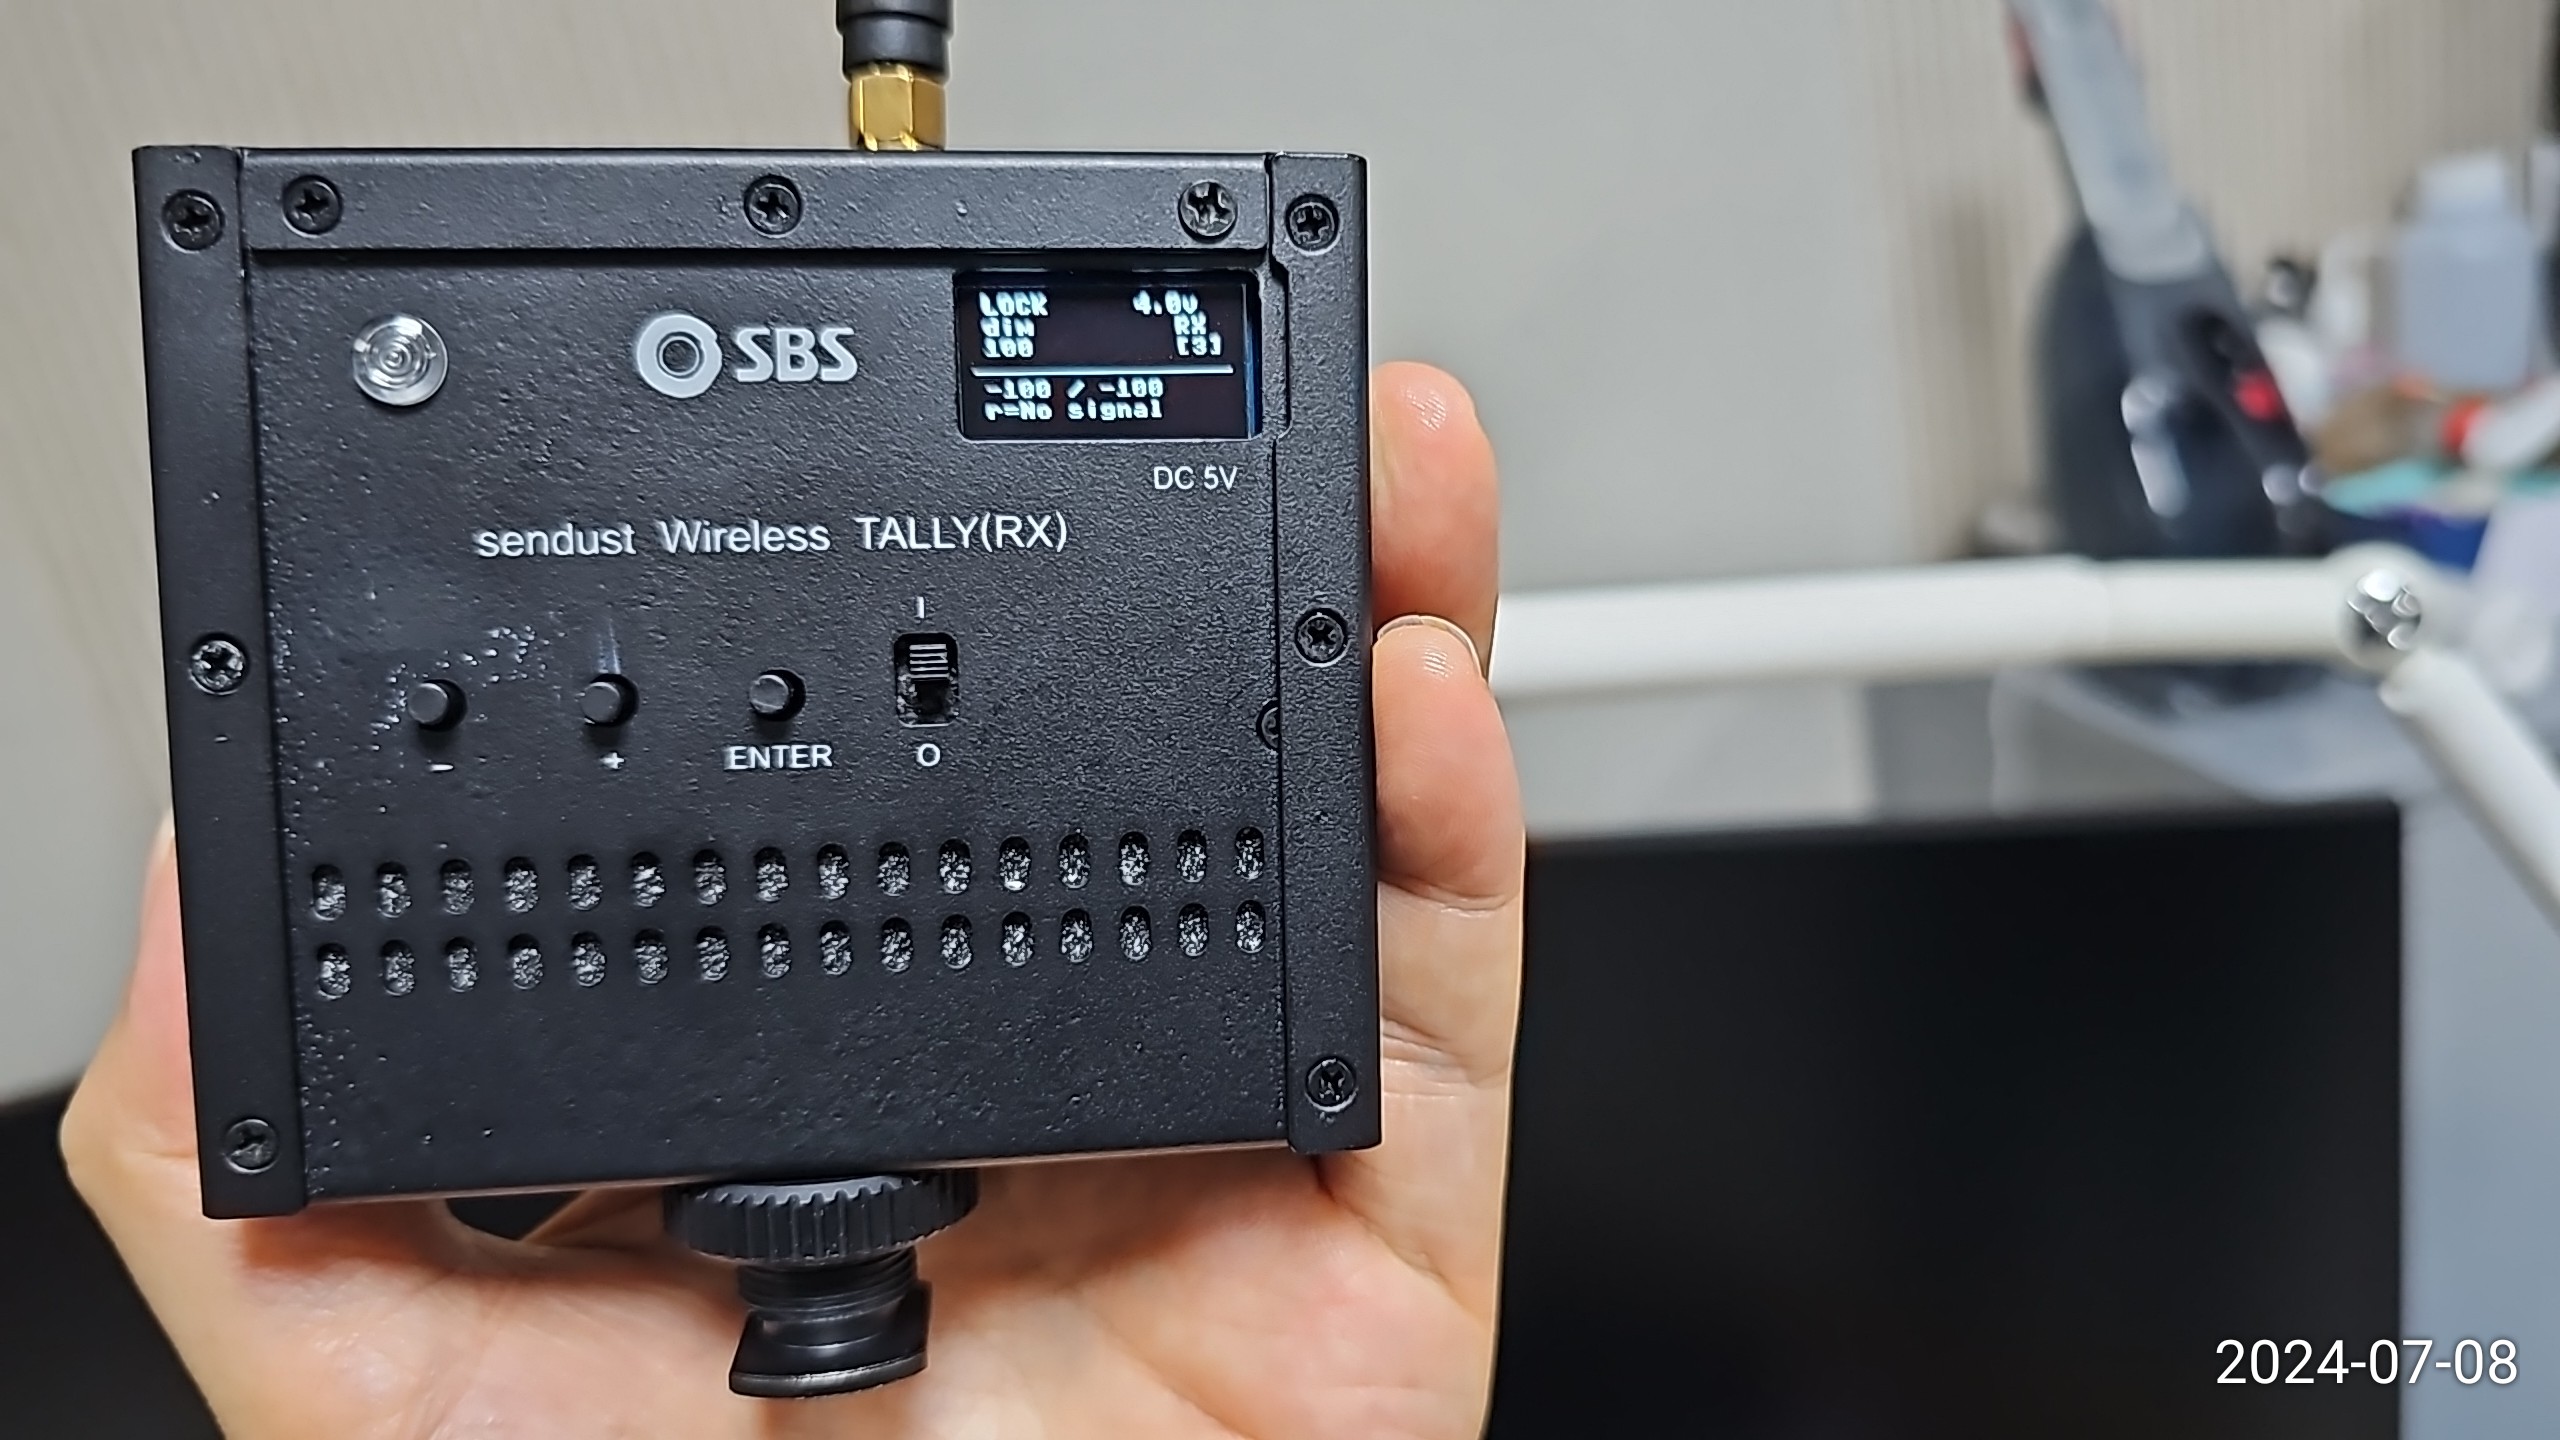 SBS
LOCK 4.0v
dim RX
100 [3]
-100 / -100
r=No signal
DC 5V
sendust Wireless TALLY(RX)
I
- + ENTER O
2024-07-08